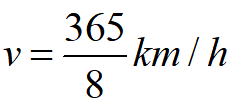 v = 365/8 km / h